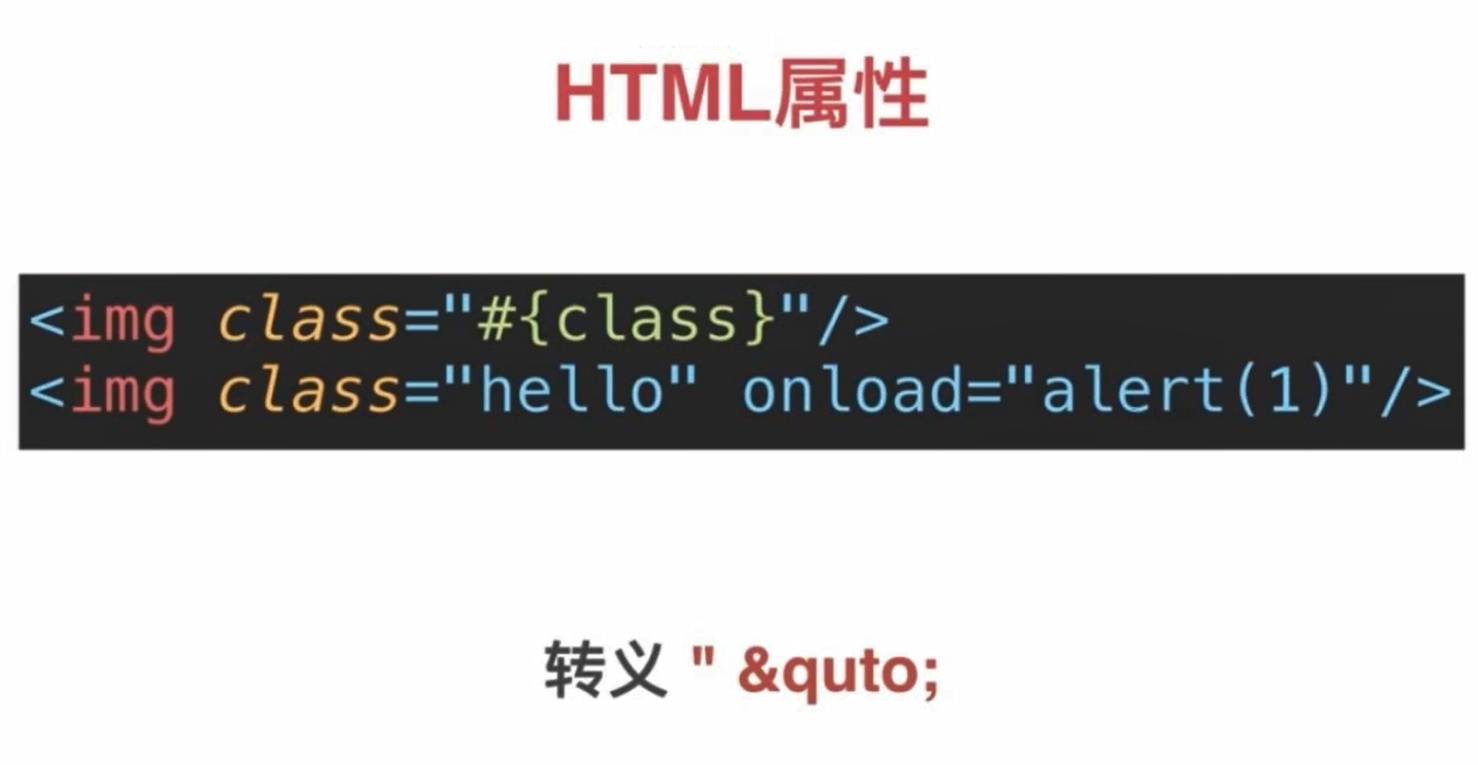 HTML属性
<img class="#{class}"/>
<img class="hello" onload="alert(1)"/>
转义 " &quto;